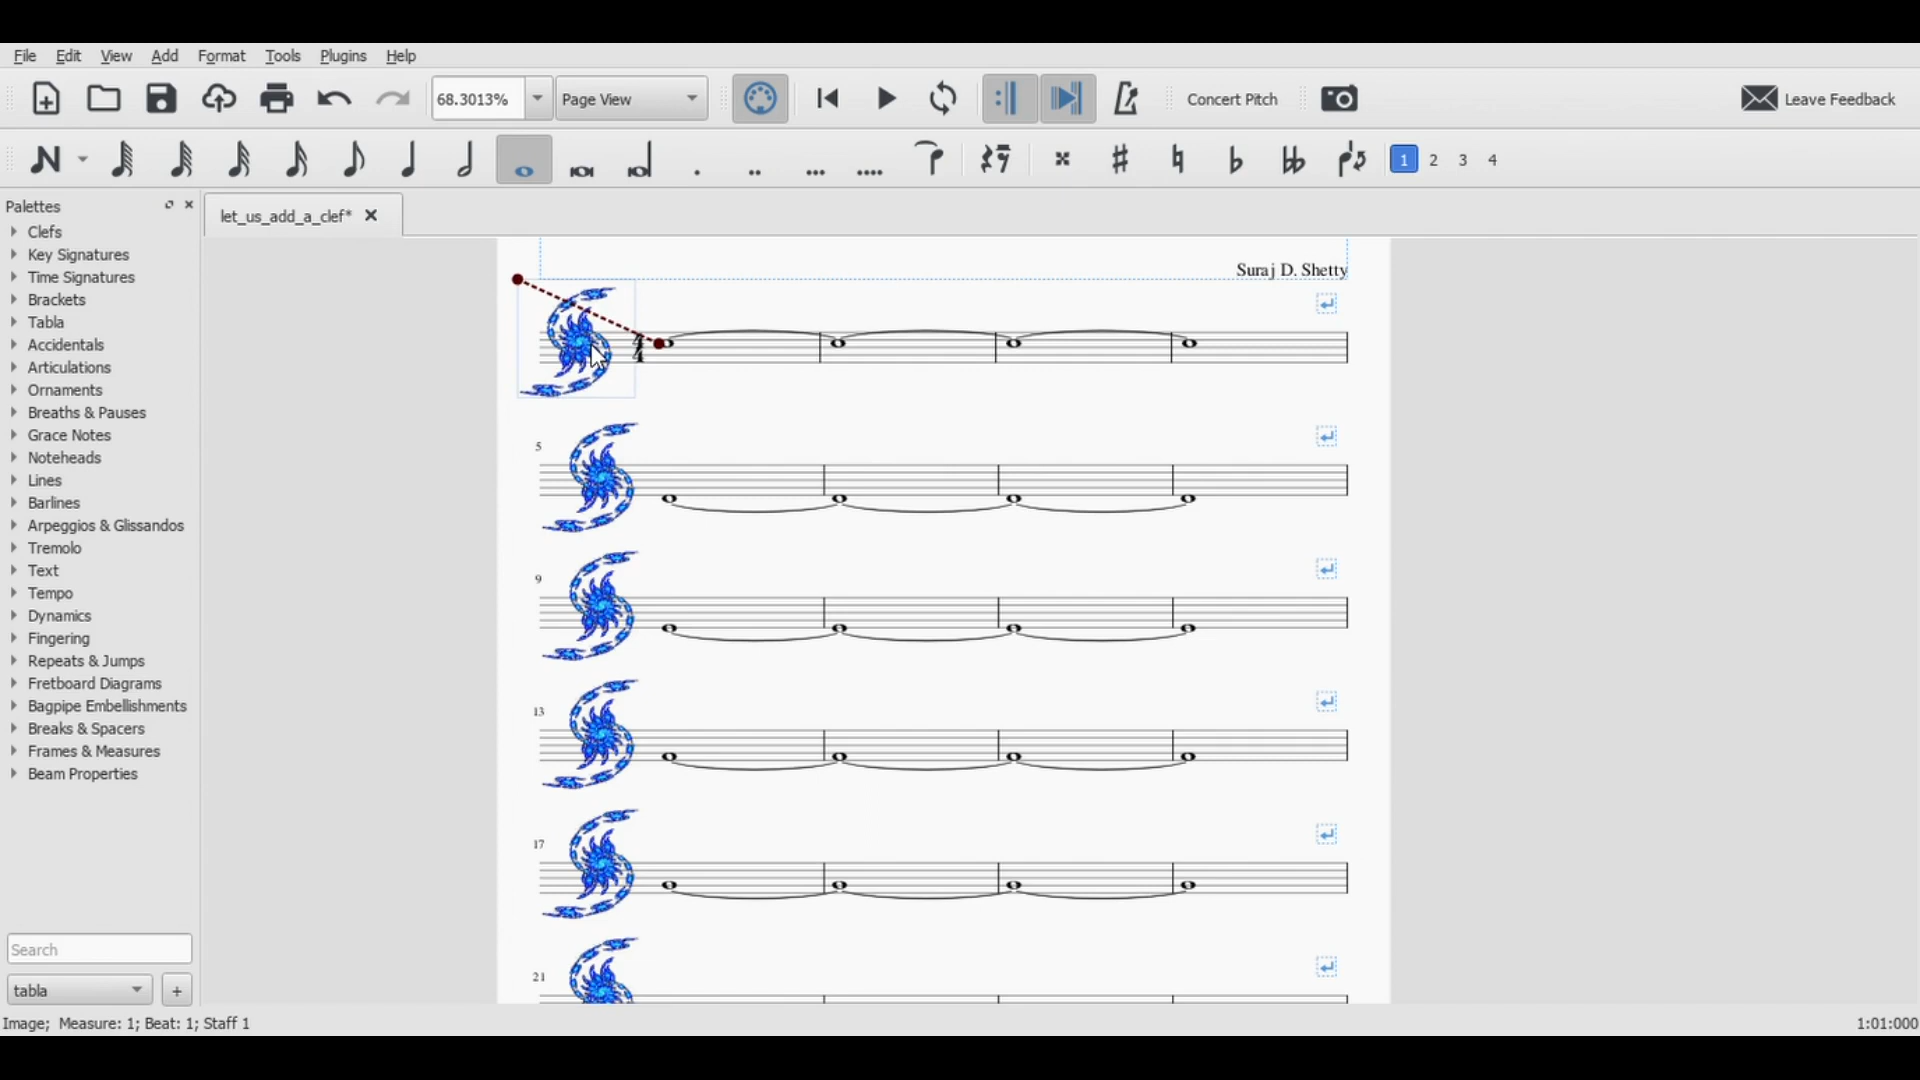 File Edit View Add Format Tools Plugins Help
68.3013% Page View Concert Pitch Leave Feedback
1 2 3 4
Palettes
let_us_add_a_clef*
Clefs
Key Signatures
Time Signatures
Brackets
Tabla
Accidentals
Articulations
Ornaments
Breaths & Pauses
Grace Notes
Noteheads
Lines
Barlines
Arpeggios & Glissandos
Tremolo
Text
Tempo
Dynamics
Fingering
Repeats & Jumps
Fretboard Diagrams
Bagpipe Embellishments
Breaks & Spacers
Frames & Measures
Beam Properties
Search
tabla
+
Suraj D. Shetty
4
4
5
9
13
17
21
Image; Measure: 1; Beat: 1; Staff 1
1:01:000